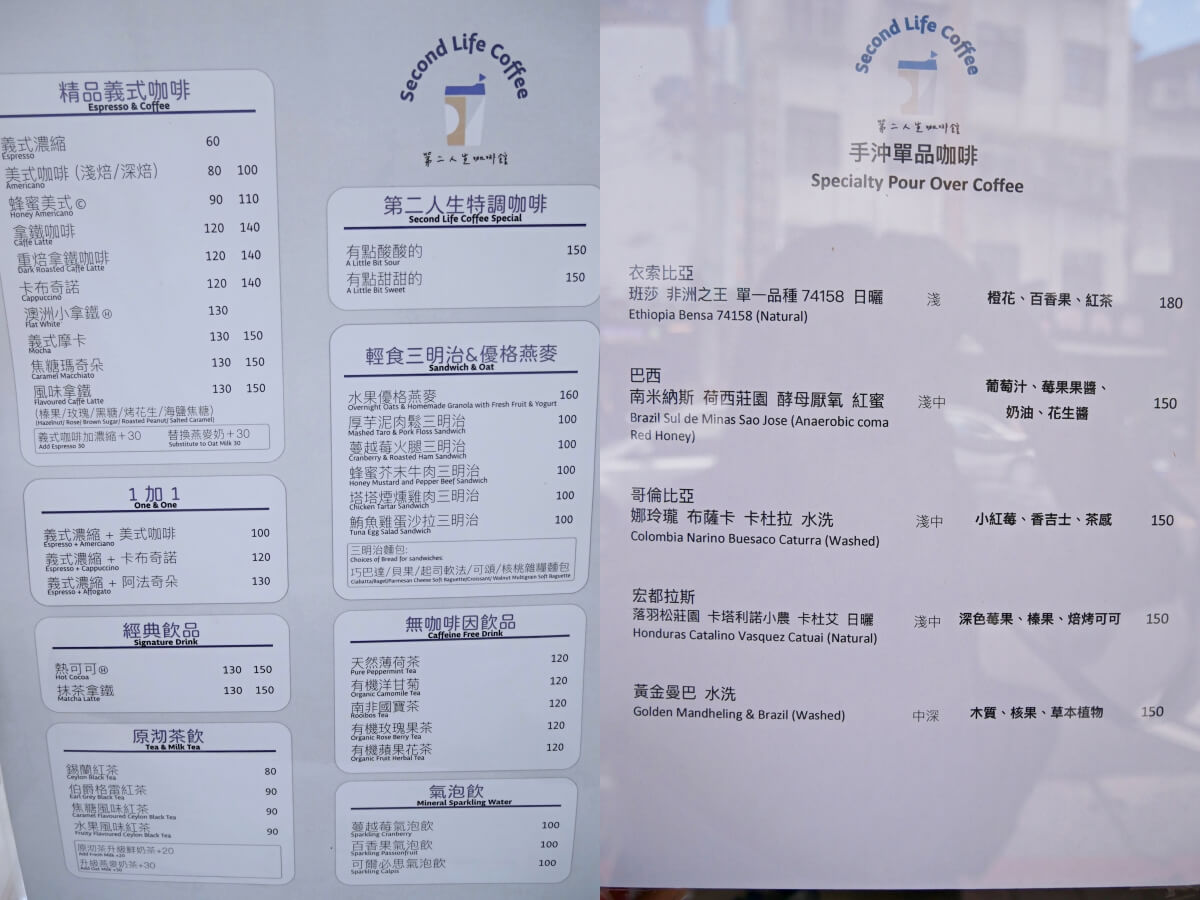 精品義式咖啡
Espresso & Coffee
義式濃縮 60
Espresso
美式咖啡 (淺焙/深焙) 80 100
Americano
蜂蜜美式Ⓒ 90 110
Honey Americano
拿鐵咖啡 120 140
Caffe Latte
重焙拿鐵咖啡 120 140
Dark Roasted Caffe Latte
卡布奇諾 120 140
Cappuccino
澳洲小拿鐵Ⓗ 130
Flat White
義式摩卡 130 150
Mocha
焦糖瑪奇朵 130 150
Caramel Macchiato
風味拿鐵 130 150
Flavoured Caffe Latte
(榛果/玫瑰/黑糖/烤花生/海鹽焦糖)
(Hazelnut/ Rose/ Brown Sugar/ Roasted Peanut/ Salted Caramel)
義式咖啡加濃縮+30 替換燕麥奶+30
Add Espresso 30 Substitute to Oat Milk 30
1 加 1
One & One
義式濃縮 + 美式咖啡 100
Espresso + Amerciano
義式濃縮 + 卡布奇諾 120
Espresso + Cappuccino
義式濃縮 + 阿法奇朵 130
Espresso + Affogato
經典飲品
Signature Drink
熱可可Ⓗ 130 150
Hot Cocoa
抹茶拿鐵 130 150
Matcha Latte
原沏茶飲
Tea & Milk Tea
錫蘭紅茶 80
Ceylon Black Tea
伯爵格雷紅茶 90
Earl Grey Black Tea
焦糖風味紅茶 90
Caramel Flavoured Ceylon Black Tea
水果風味紅茶 90
Fruity Flavoured Ceylon Black Tea
原沏茶升級鮮奶茶+20
Add Fresh Milk +20
升級燕麥奶茶+30
Add Oat Milk +30
Second Life Coffee
第二人生咖啡館
第二人生特調咖啡
Second Life Coffee Special
有點酸酸的 150
A Little Bit Sour
有點甜甜的 150
A Little Bit Sweet
輕食三明治&優格燕麥
Sandwich & Oat
水果優格燕麥 160
Overnight Oats & Homemade Granola with Fresh Fruit & Yogurt
厚芋泥肉鬆三明治 100
Mashed Taro & Pork Floss Sandwich
蔓越莓火腿三明治 100
Cranberry & Roasted Ham Sandwich
蜂蜜芥末牛肉三明治 100
Honey Mustard and Pepper Beef Sandwich
塔塔煙燻雞肉三明治 100
Chicken Tartar Sandwich
鮪魚雞蛋沙拉三明治 100
Tuna Egg Salad Sandwich
三明治麵包:
Choices of Bread for sandwiches:
巧巴達/貝果/起司軟法/可頌/核桃雜糧麵包
Ciabatta/Bagel/Parmesan Cheese Soft Baguette/Croissant/ Walnut Multigrain Soft Baguette
無咖啡因飲品
Caffeine Free Drink
天然薄荷茶 120
Pure Peppermint Tea
有機洋甘菊 120
Organic Camomile Tea
南非國寶茶 120
Rooibos Tea
有機玫瑰果茶 120
Organic Rose Berry Tea
有機蘋果花茶 120
Organic Fruit Herbal Tea
氣泡飲
Mineral Sparkling Water
蔓越莓氣泡飲 100
Sparkling Cranberry
百香果氣泡飲 100
Sparkling Passionfruit
可爾必思氣泡飲 100
Sparkling Calpis
Second Life Coffee
第二人生咖啡館
手沖單品咖啡
Specialty Pour Over Coffee
衣索比亞
班莎 非洲之王 單一品種 74158 日曬 淺 橙花、百香果、紅茶 180
Ethiopia Bensa 74158 (Natural)
巴西
南米納斯 荷西莊園 酵母厭氧 紅蜜 淺中 葡萄汁、莓果果醬、
奶油、花生醬 150
Brazil Sul de Minas Sao Jose (Anaerobic coma
Red Honey)
哥倫比亞
娜玲瓏 布薩卡 卡杜拉 水洗 淺中 小紅莓、香吉士、茶感 150
Colombia Narino Buesaco Caturra (Washed)
宏都拉斯
落羽松莊園 卡塔利諾小農 卡杜艾 日曬 淺中 深色莓果、榛果、焙烤可可 150
Honduras Catalino Vasquez Catuai (Natural)
黃金曼巴 水洗
Golden Mandheling & Brazil (Washed) 中深 木質、核果、草本植物 150